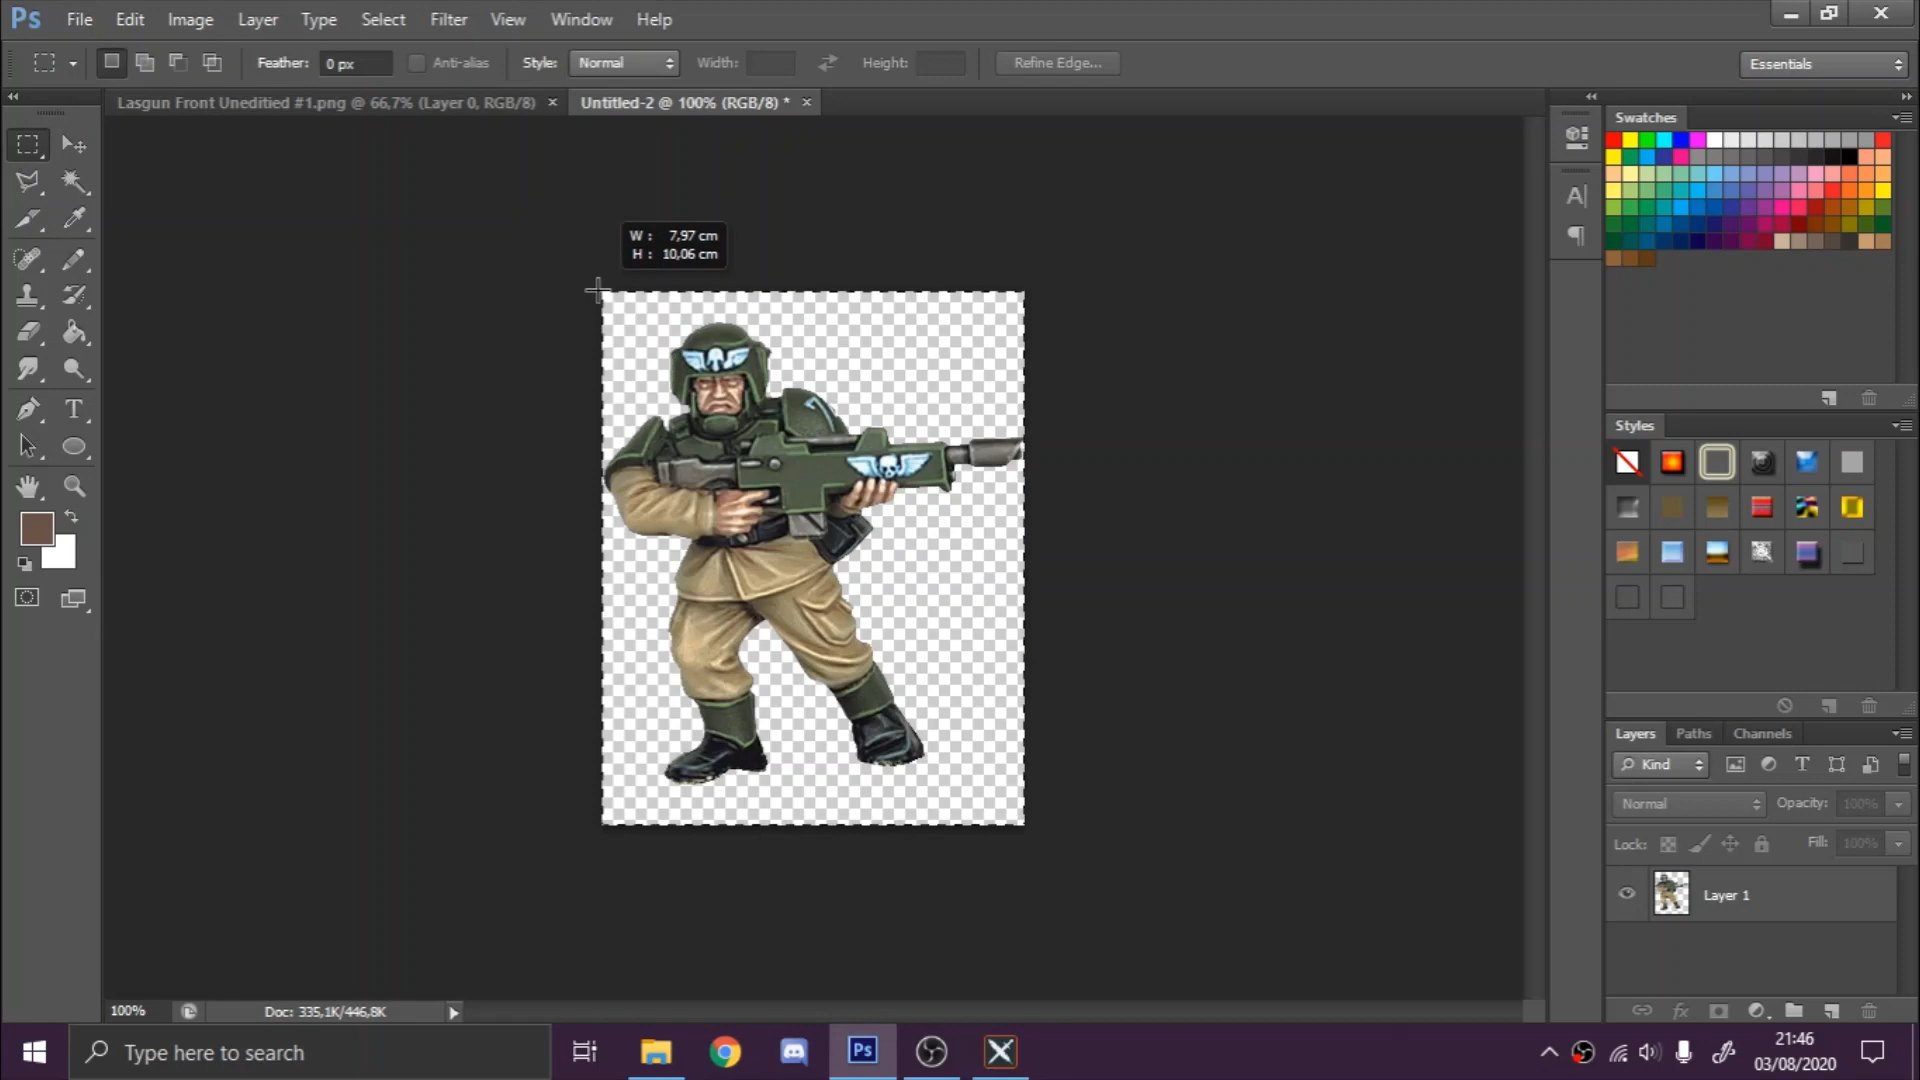 Ps File Edit Image Layer Type Select Filter View Window Help
Feather: 0 px Anti-alias Style: Normal Width: Height: Refine Edge... Essentials
Lasgun Front Uneditied #1.png @ 66,7% (Layer 0, RGB/8) × Untitled-2 @ 100% (RGB/8) * ×
Swatches
W : 7,97 cm
H : 10,06 cm
Styles
Layers Paths Channels
Kind
Normal Opacity: 100%
Lock: Fill: 100%
Layer 1
100% Doc: 335,1K/446,8K
Type here to search
Ps
21:46
03/08/2020